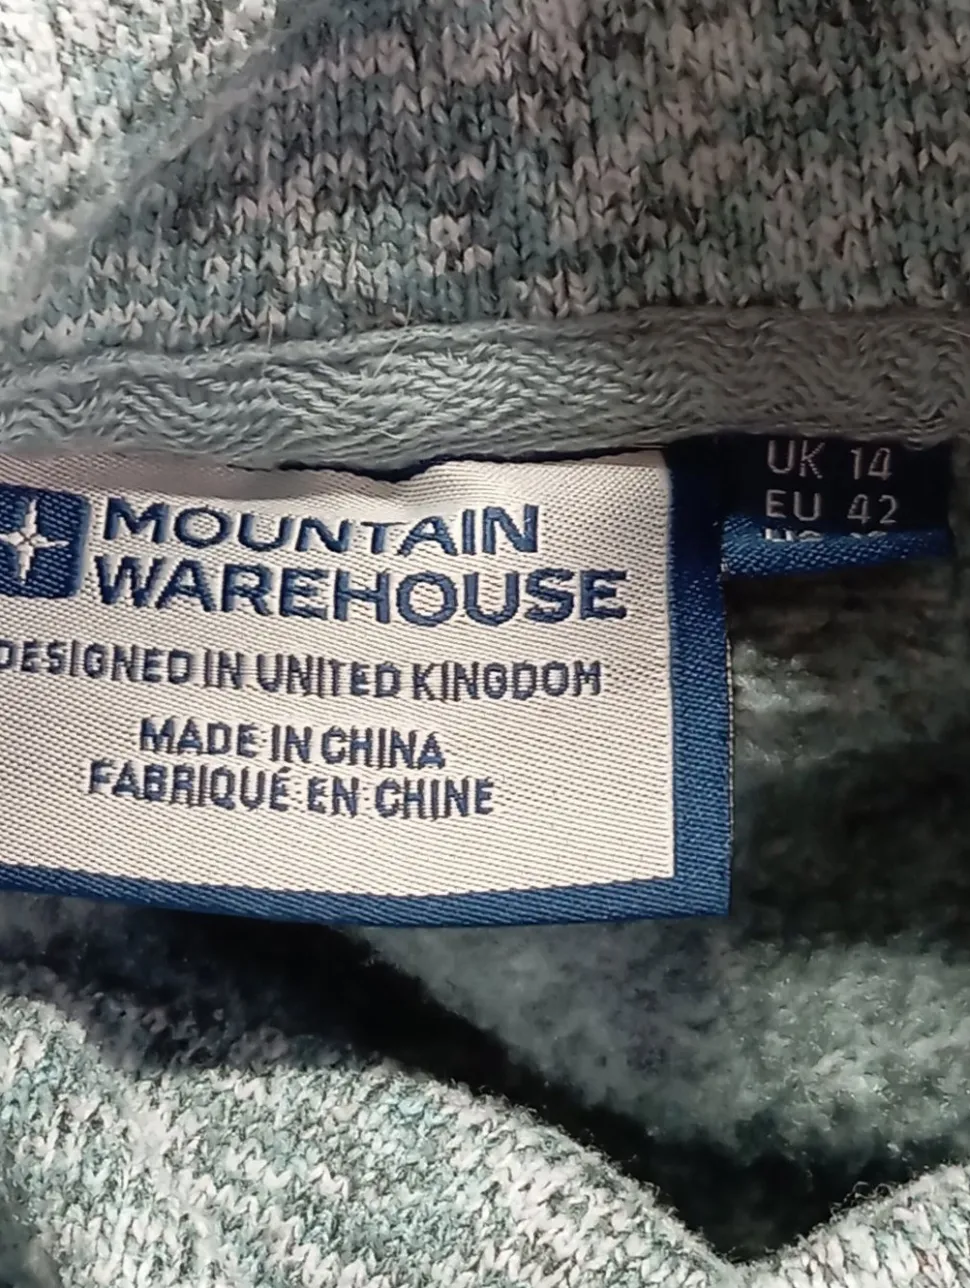 MOUNTAIN
WAREHOUSE
DESIGNED IN UNITED KINGDOM
MADE IN CHINA
FABRIQUÉ EN CHINE
UK 14
EU 42